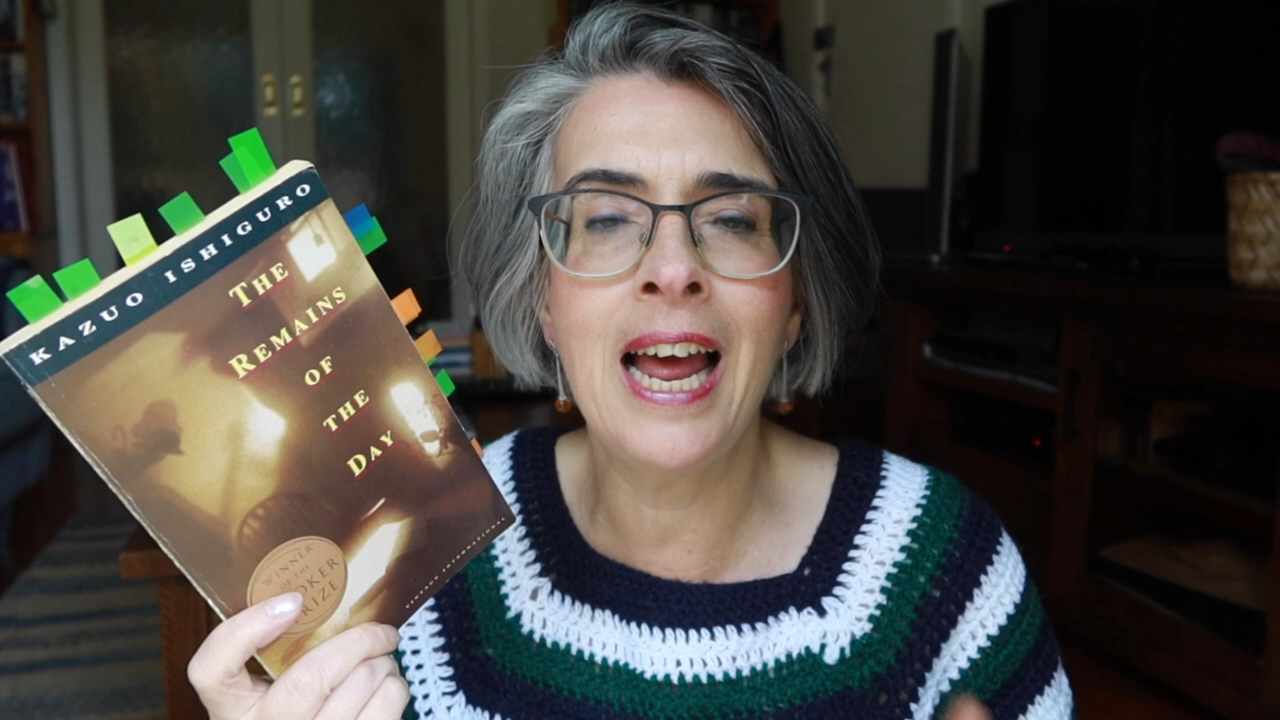 KAZUO ISHIGURO
THE
REMAINS
OF
THE
DAY
WINNER
OF THE
BOOKER
PRIZE